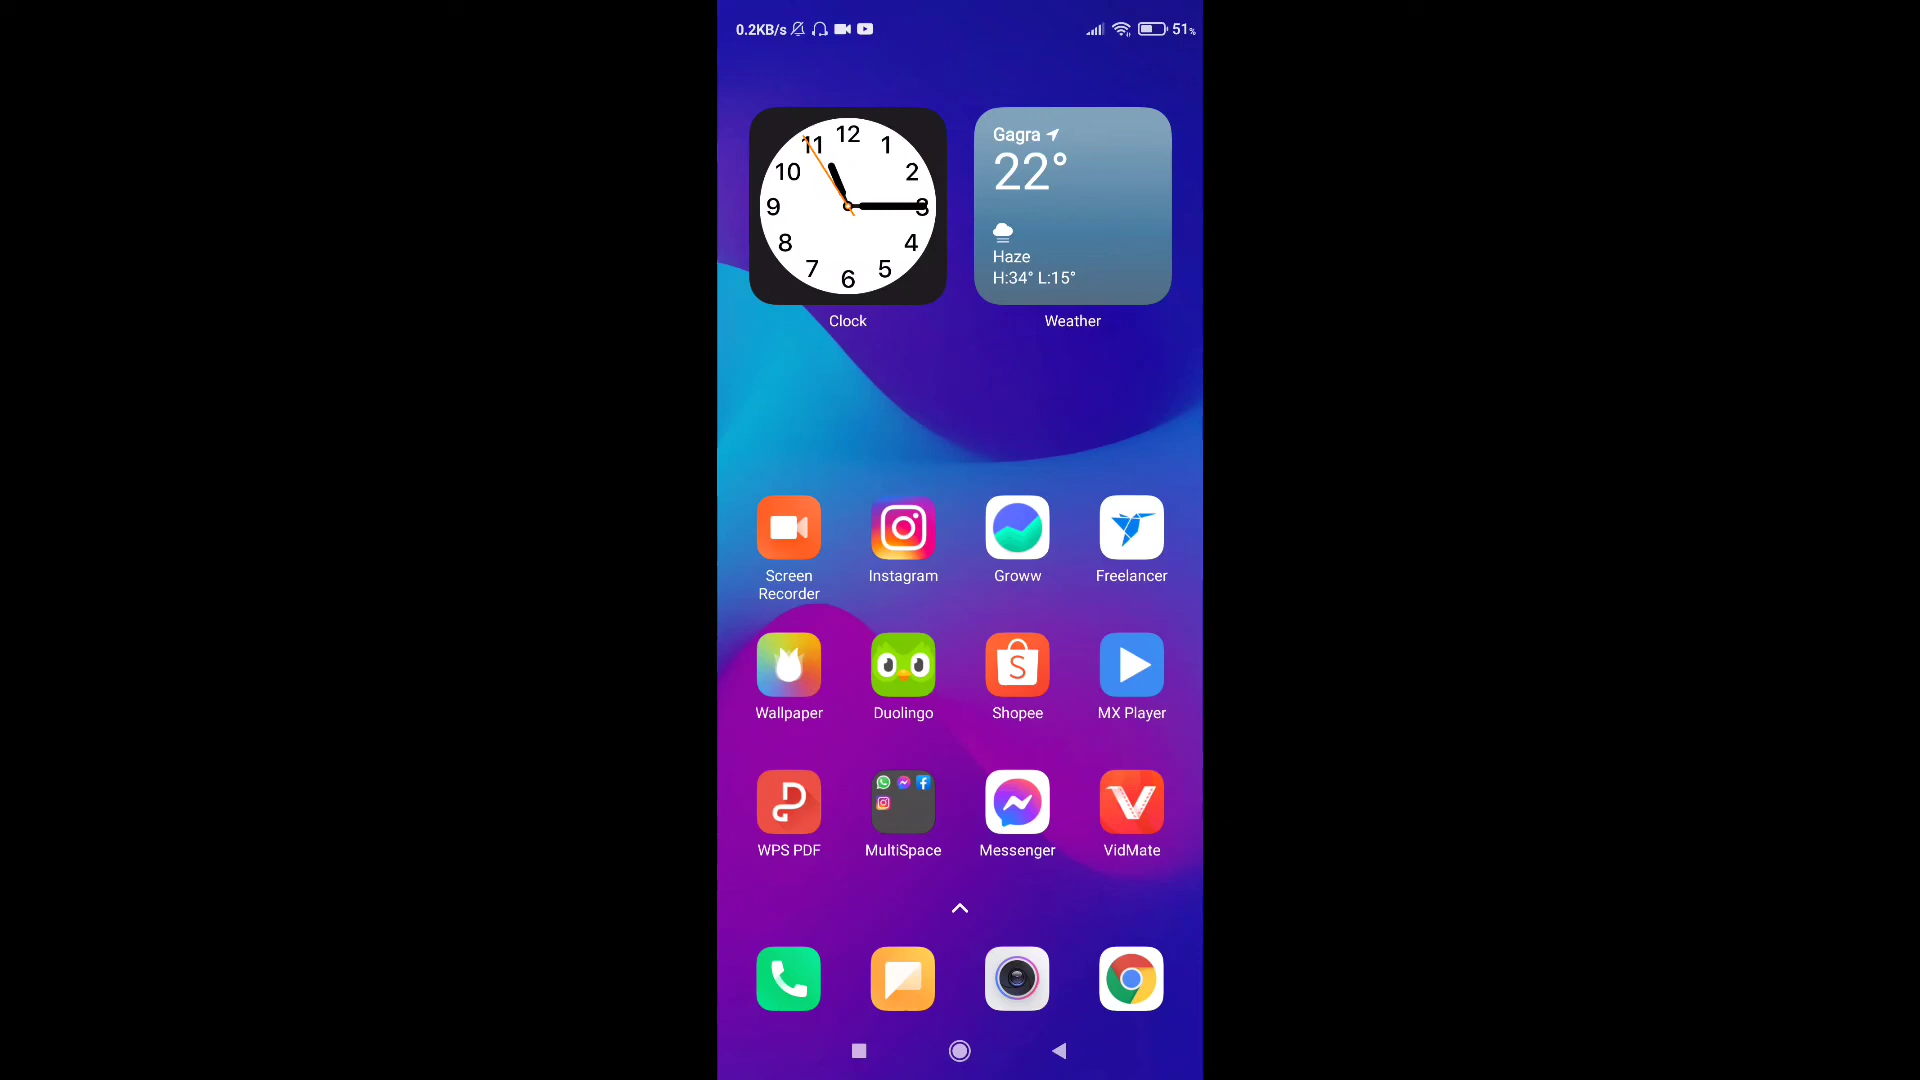 0.2KB/s 51%
12
11 1
10 2
9 3
8 4
7 5
6
Clock
Gagra
22°
Haze
H:34° L:15°
Weather
Screen
Recorder
Instagram
Groww
Freelancer
Wallpaper
Duolingo
S
Shopee
MX Player
WPS PDF
MultiSpace
Messenger
VidMate